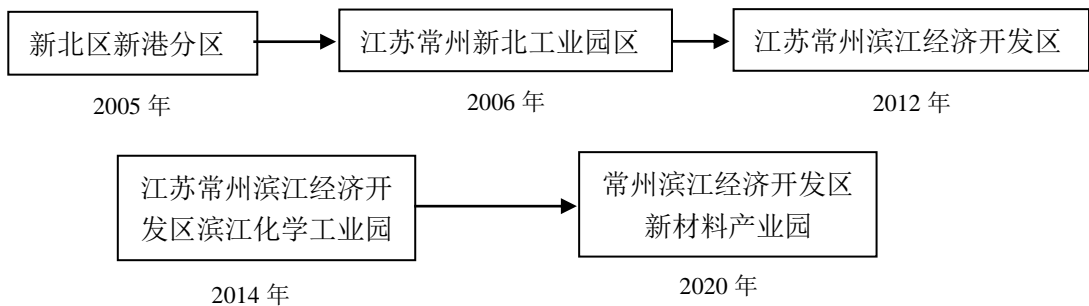 新北区新港分区
江苏常州新北工业园区
江苏常州滨江经济开发区
2005 年
2006 年
2012 年
江苏常州滨江经济开
发区滨江化学工业园
常州滨江经济开发区
新材料产业园
2014 年
2020 年